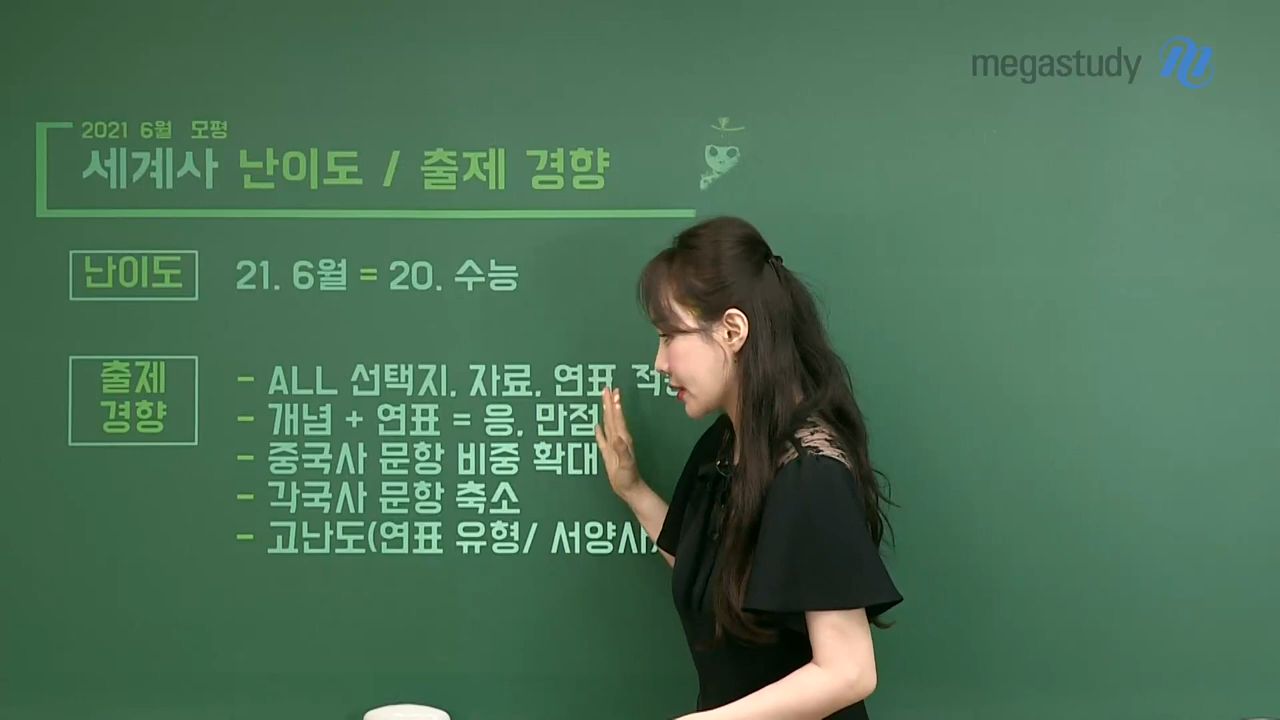 megastudy
2021 6월 모평
세계사 난이도 / 출제 경향
난이도
21. 6월 = 20. 수능
출제
경향
- ALL 선택지, 자료, 연표
- 개념 + 연표 = 응, 만점
- 중국사 문항 비중 확대
- 각국사 문항 축소
- 고난도(연표 유형/ 서양사)